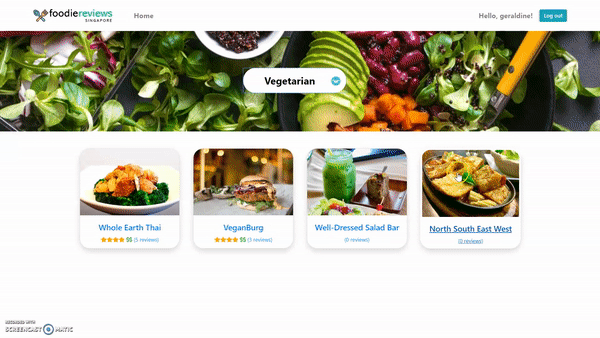 foodiereviews
SINGAPORE
Home
Hello, geraldine!
Log out
Vegetarian
Whole Earth Thai
$$ (5 reviews)
VeganBurg
$$ (3 reviews)
Well-Dressed Salad Bar
(0 reviews)
North South East West
(0 reviews)
RECORDED WITH
SCREENCAST MATIC